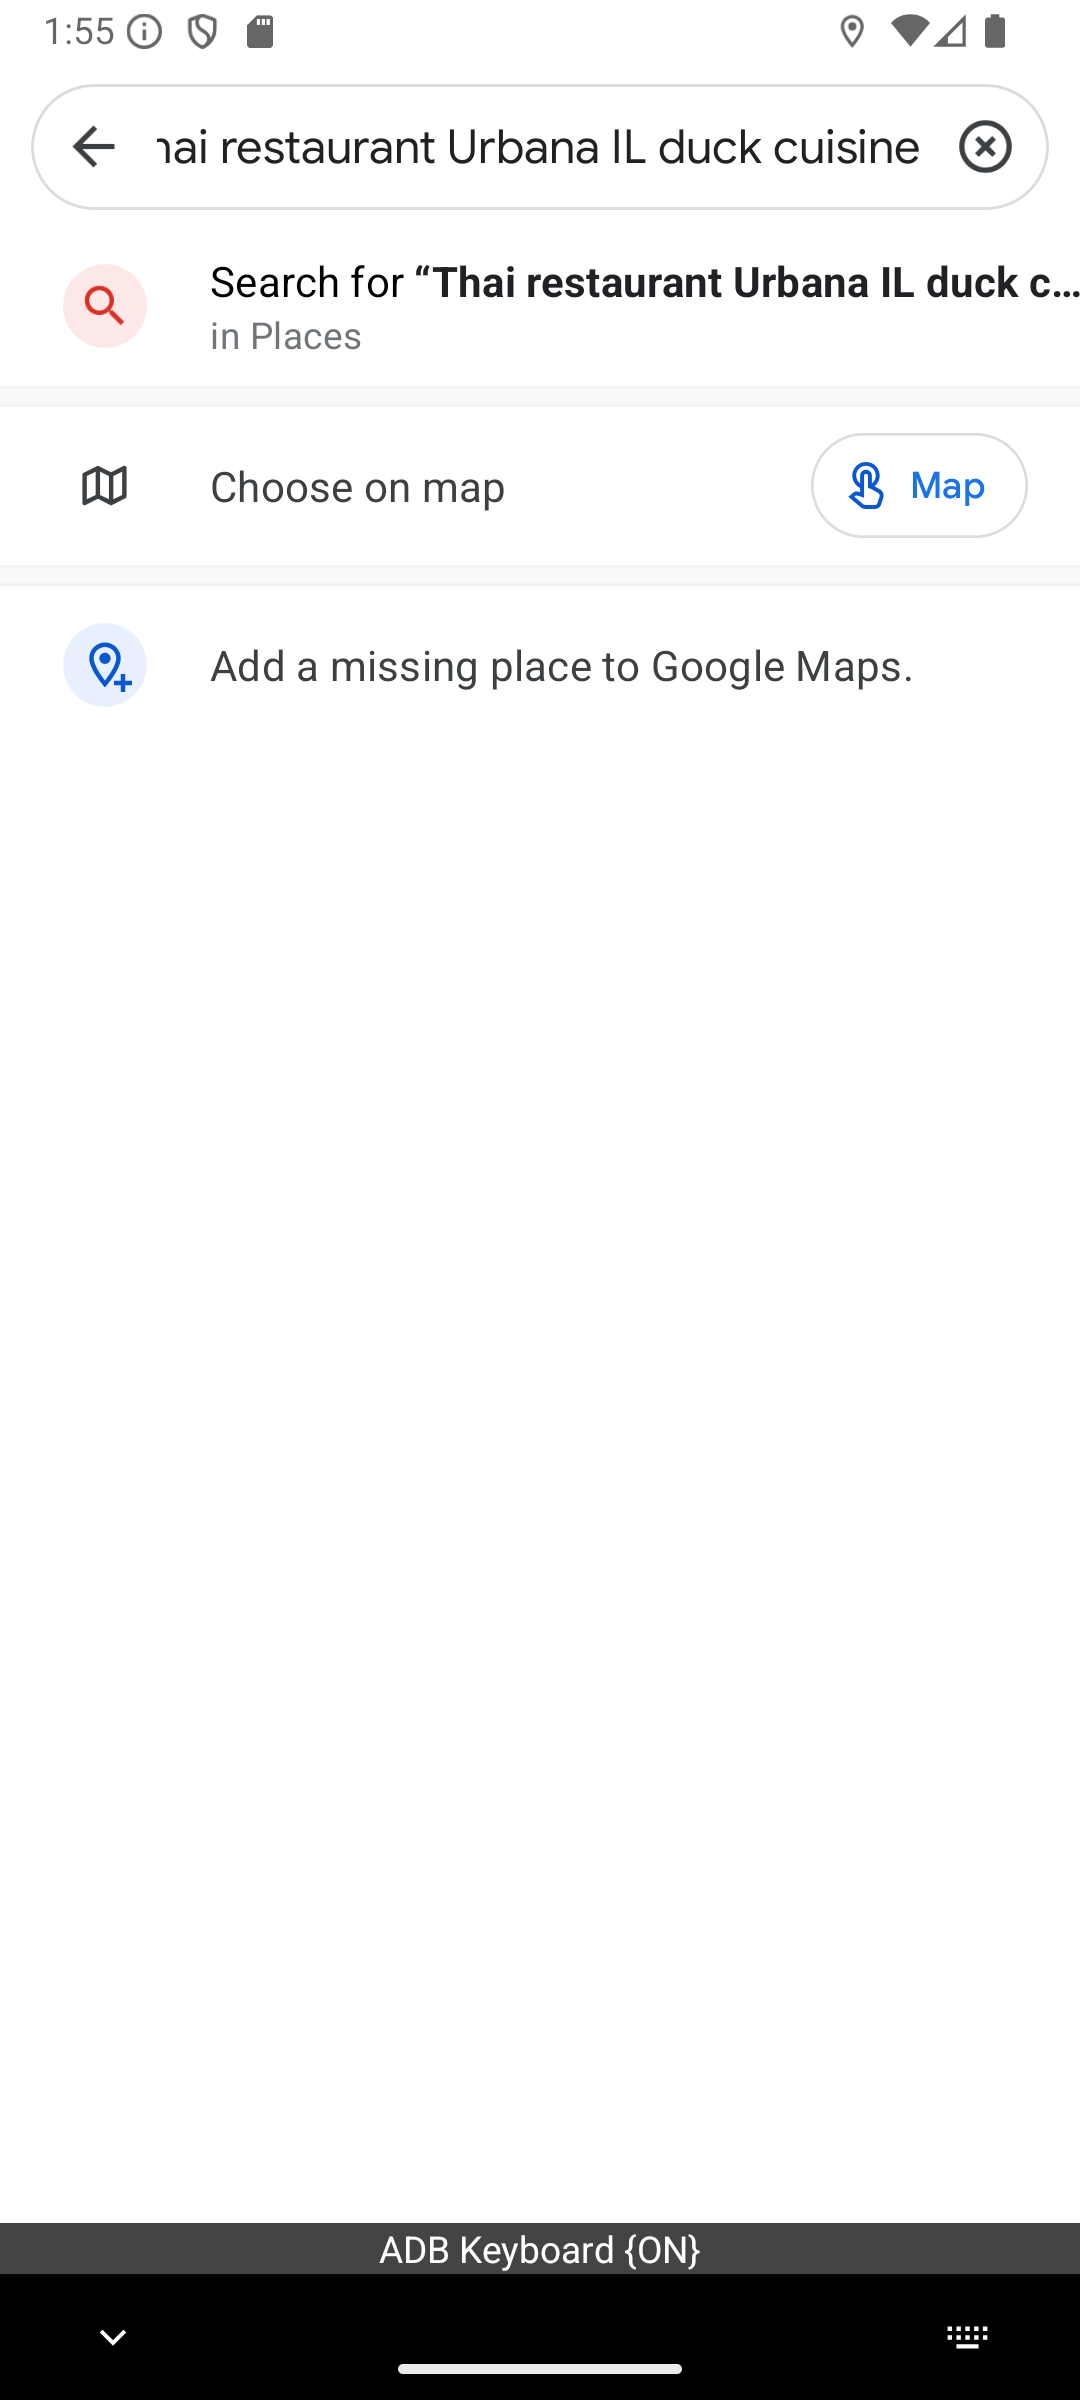 1:55
hai restaurant Urbana IL duck cuisine
Search for “Thai restaurant Urbana IL duck c...
in Places
Choose on map
Map
Add a missing place to Google Maps.
ADB Keyboard {ON}